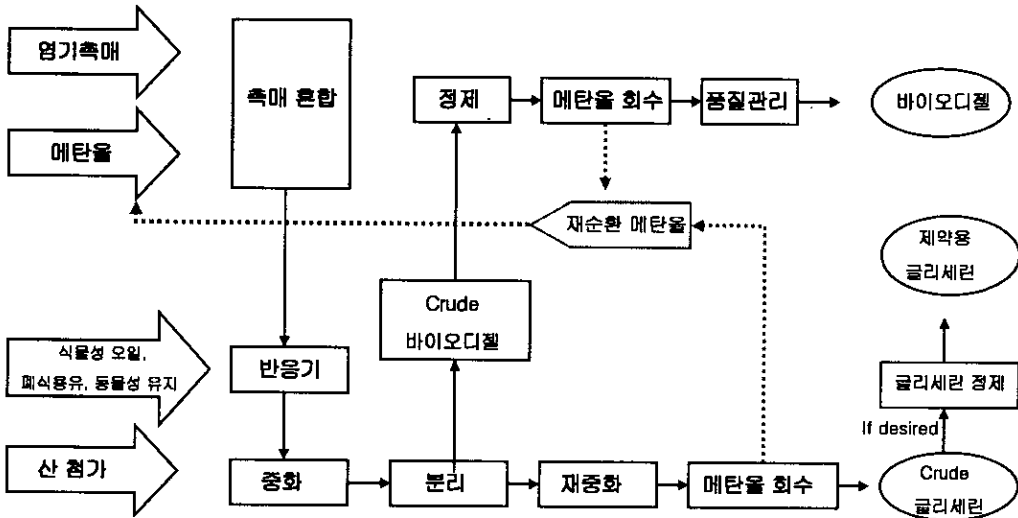 염기촉매
촉매 혼합
정제
메탄올 회수
품질관리
바이오디젤
메탄올
재순환 메탄올
제약용
글리세린
Crude
바이오디젤
식물성 오일,
폐식용유, 동물성 유지
반응기
글리세린 정제
If desired
산 첨가
중화
분리
재중화
메탄올 회수
Crude
글리세린